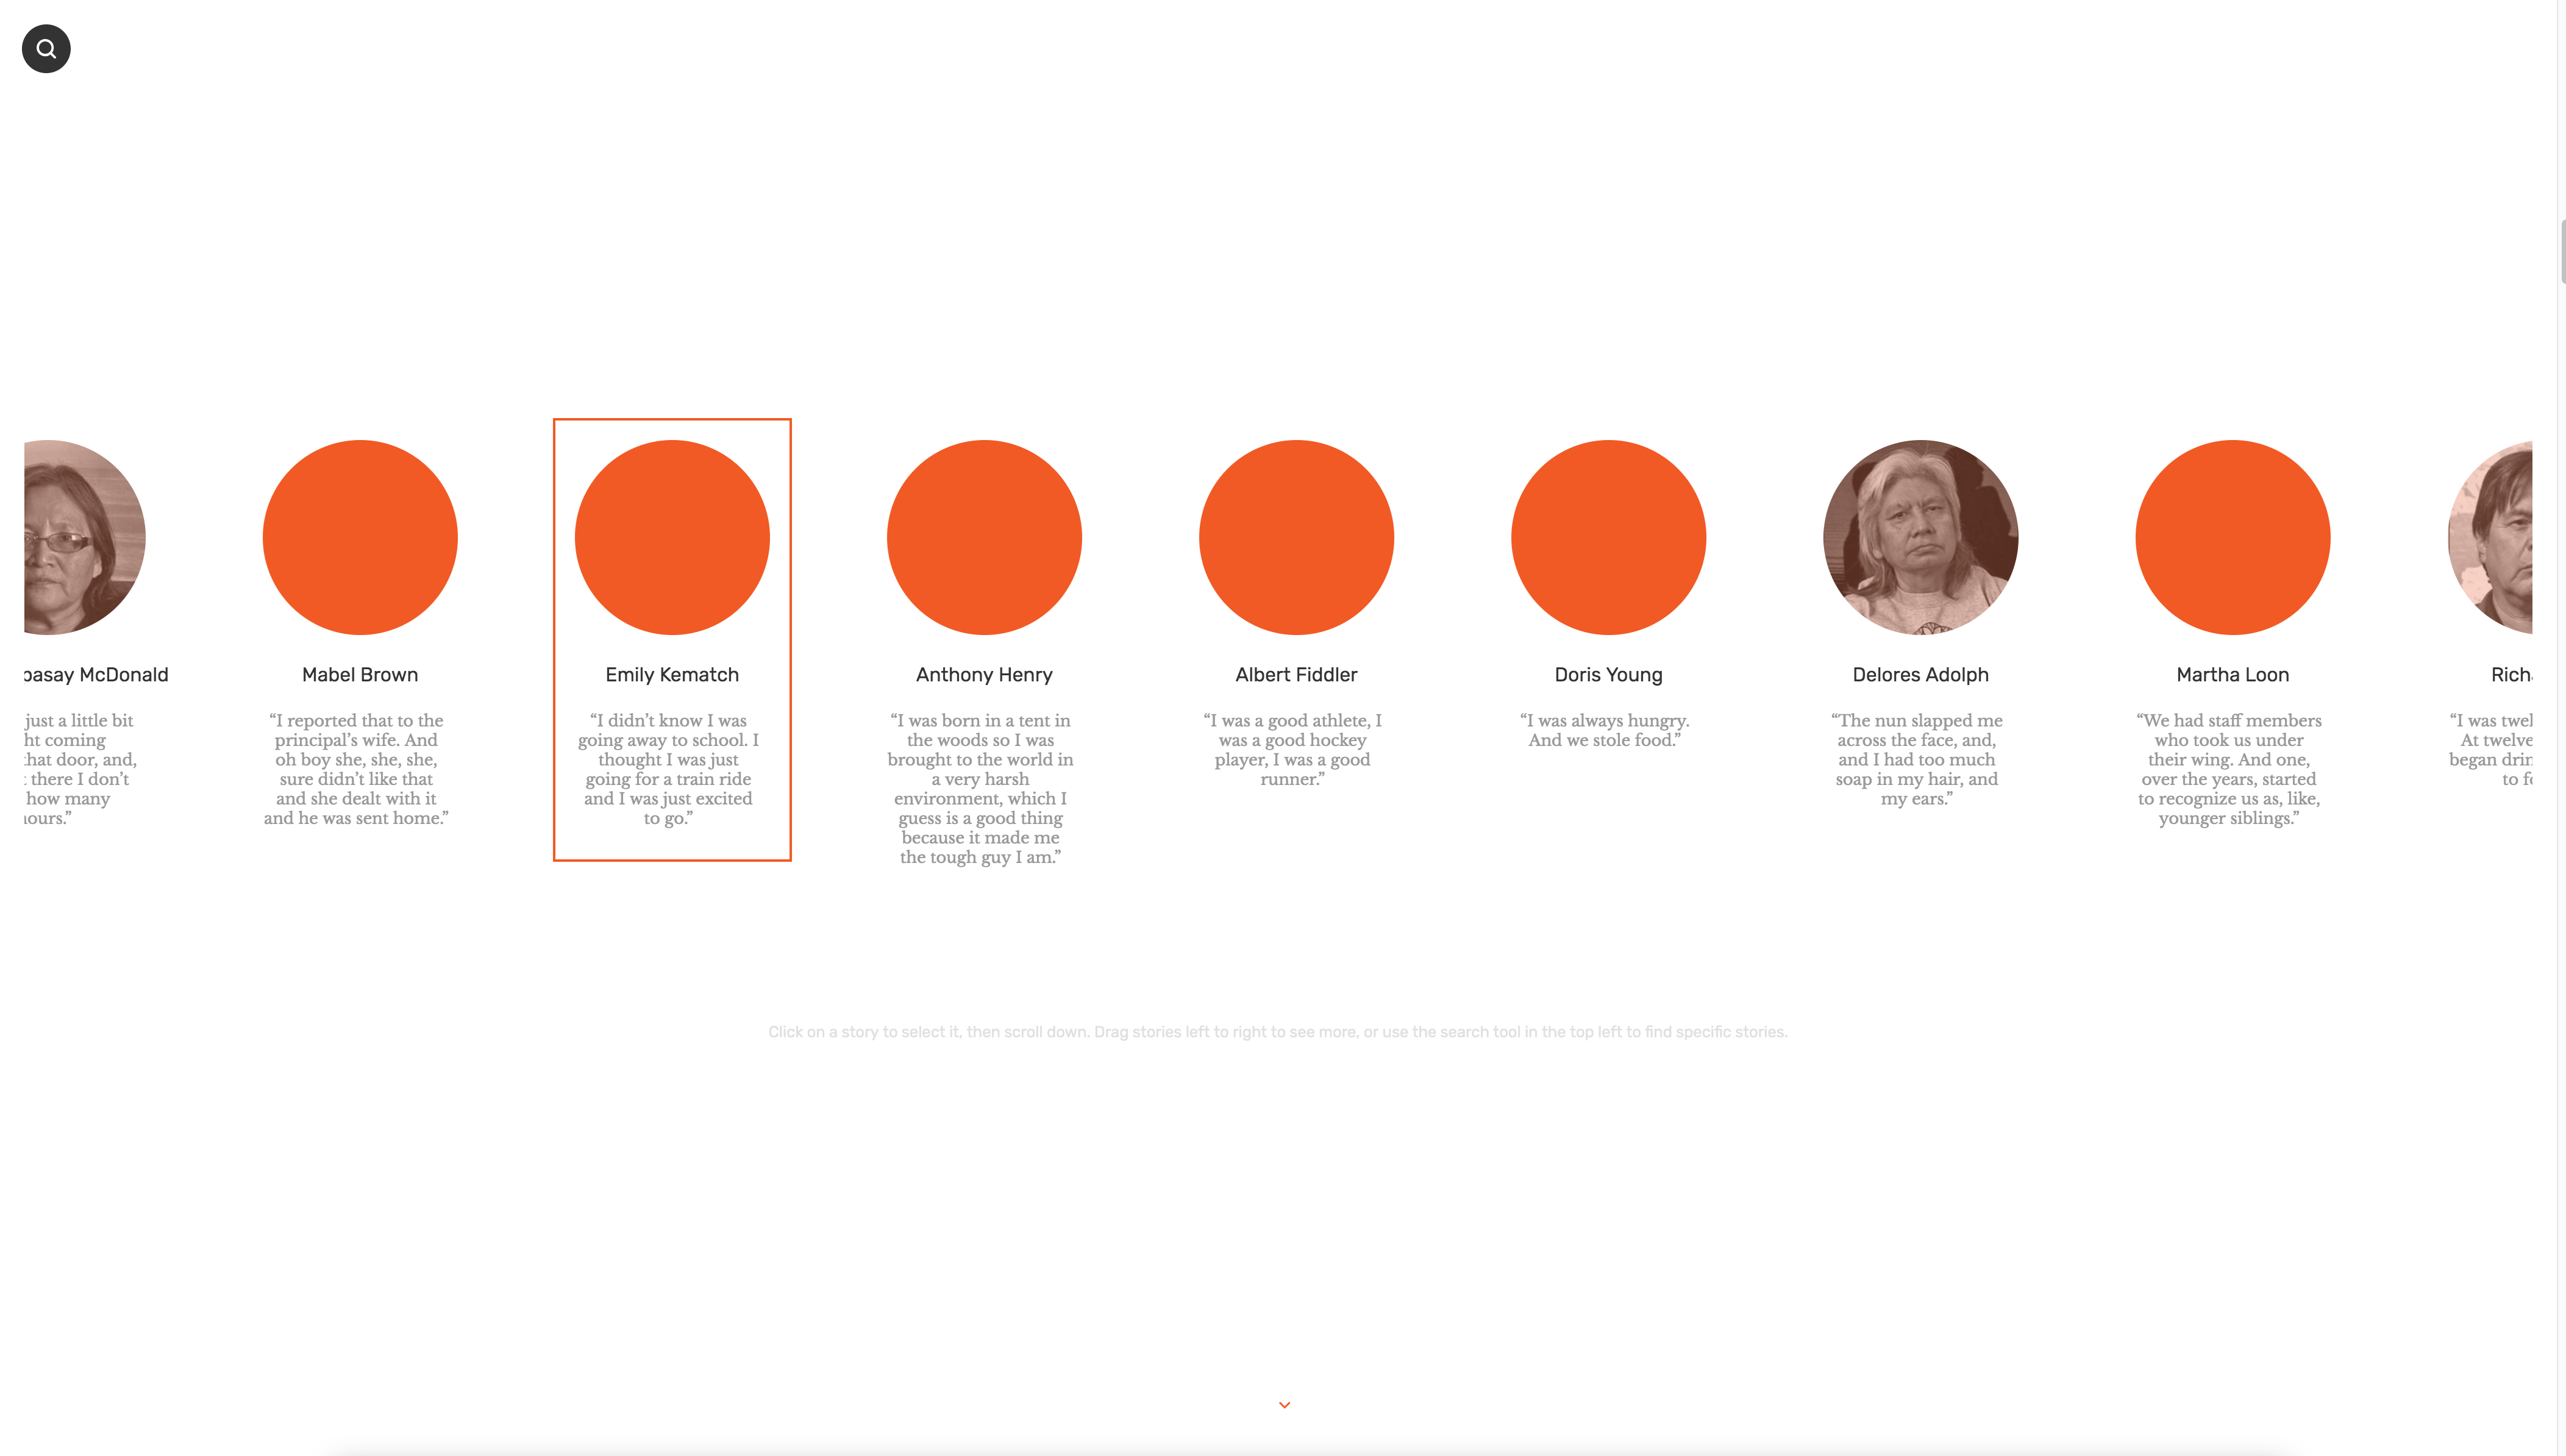 pasay McDonald
just a little bit
ht coming
that door, and,
there I don’t
how many
ours.”
Mabel Brown
“I reported that to the
principal’s wife. And
oh boy she, she, she,
sure didn’t like that
and she dealt with it
and he was sent home.”
Emily Kematch
“I didn’t know I was
going away to school. I
thought I was just
going for a train ride
and I was just excited
to go.”
Anthony Henry
“I was born in a tent in
the woods so I was
brought to the world in
a very harsh
environment, which I
guess is a good thing
because it made me
the tough guy I am.”
Albert Fiddler
“I was a good athlete, I
was a good hockey
player, I was a good
runner.”
Doris Young
“I was always hungry.
And we stole food.”
Delores Adolph
“The nun slapped me
across the face, and,
and I had too much
soap in my hair, and
my ears.”
Martha Loon
“We had staff members
who took us under
their wing. And one,
over the years, started
to recognize us as, like,
younger siblings.”
Rich
“I was twel
At twelve
began drin
to f
Click on a story to select it, then scroll down. Drag stories left to right to see more, or use the search tool in the top left to find specific stories.